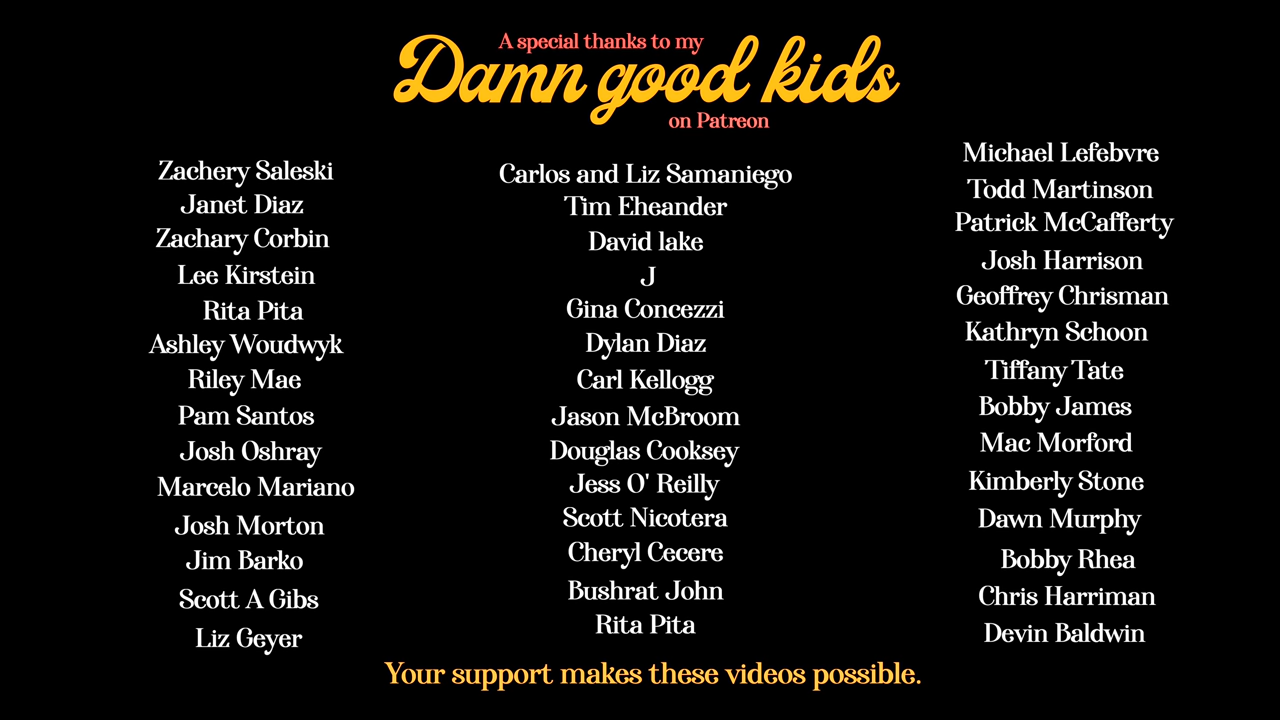 A special thanks to my
Damn good kids
on Patreon
Zachery Saleski
Janet Diaz
Zachary Corbin
Lee Kirstein
Rita Pita
Ashley Woudwyk
Riley Mae
Pam Santos
Josh Oshray
Marcelo Mariano
Josh Morton
Jim Barko
Scott A Gibs
Liz Geyer
Carlos and Liz Samaniego
Tim Eheander
David lake
J
Gina Concezzi
Dylan Diaz
Carl Kellogg
Jason McBroom
Douglas Cooksey
Jess O' Reilly
Scott Nicotera
Cheryl Cecere
Bushrat John
Rita Pita
Michael Lefebvre
Todd Martinson
Patrick McCafferty
Josh Harrison
Geoffrey Chrisman
Kathryn Schoon
Tiffany Tate
Bobby James
Mac Morford
Kimberly Stone
Dawn Murphy
Bobby Rhea
Chris Harriman
Devin Baldwin
Your support makes these videos possible.